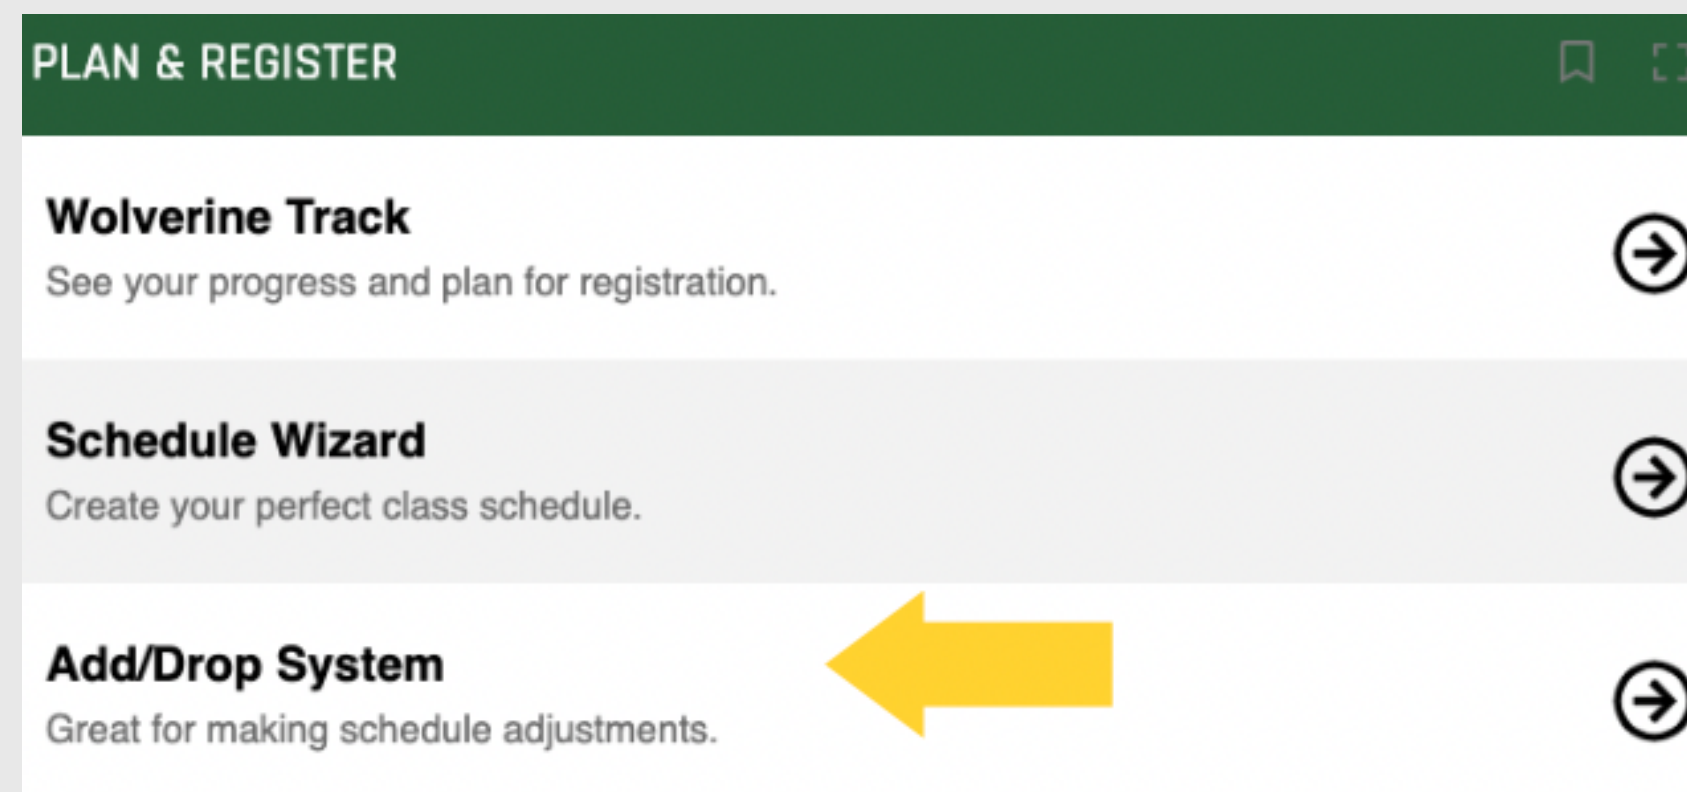 PLAN & REGISTER
Wolverine Track
See your progress and plan for registration.
Schedule Wizard
Create your perfect class schedule.
Add/Drop System
Great for making schedule adjustments.